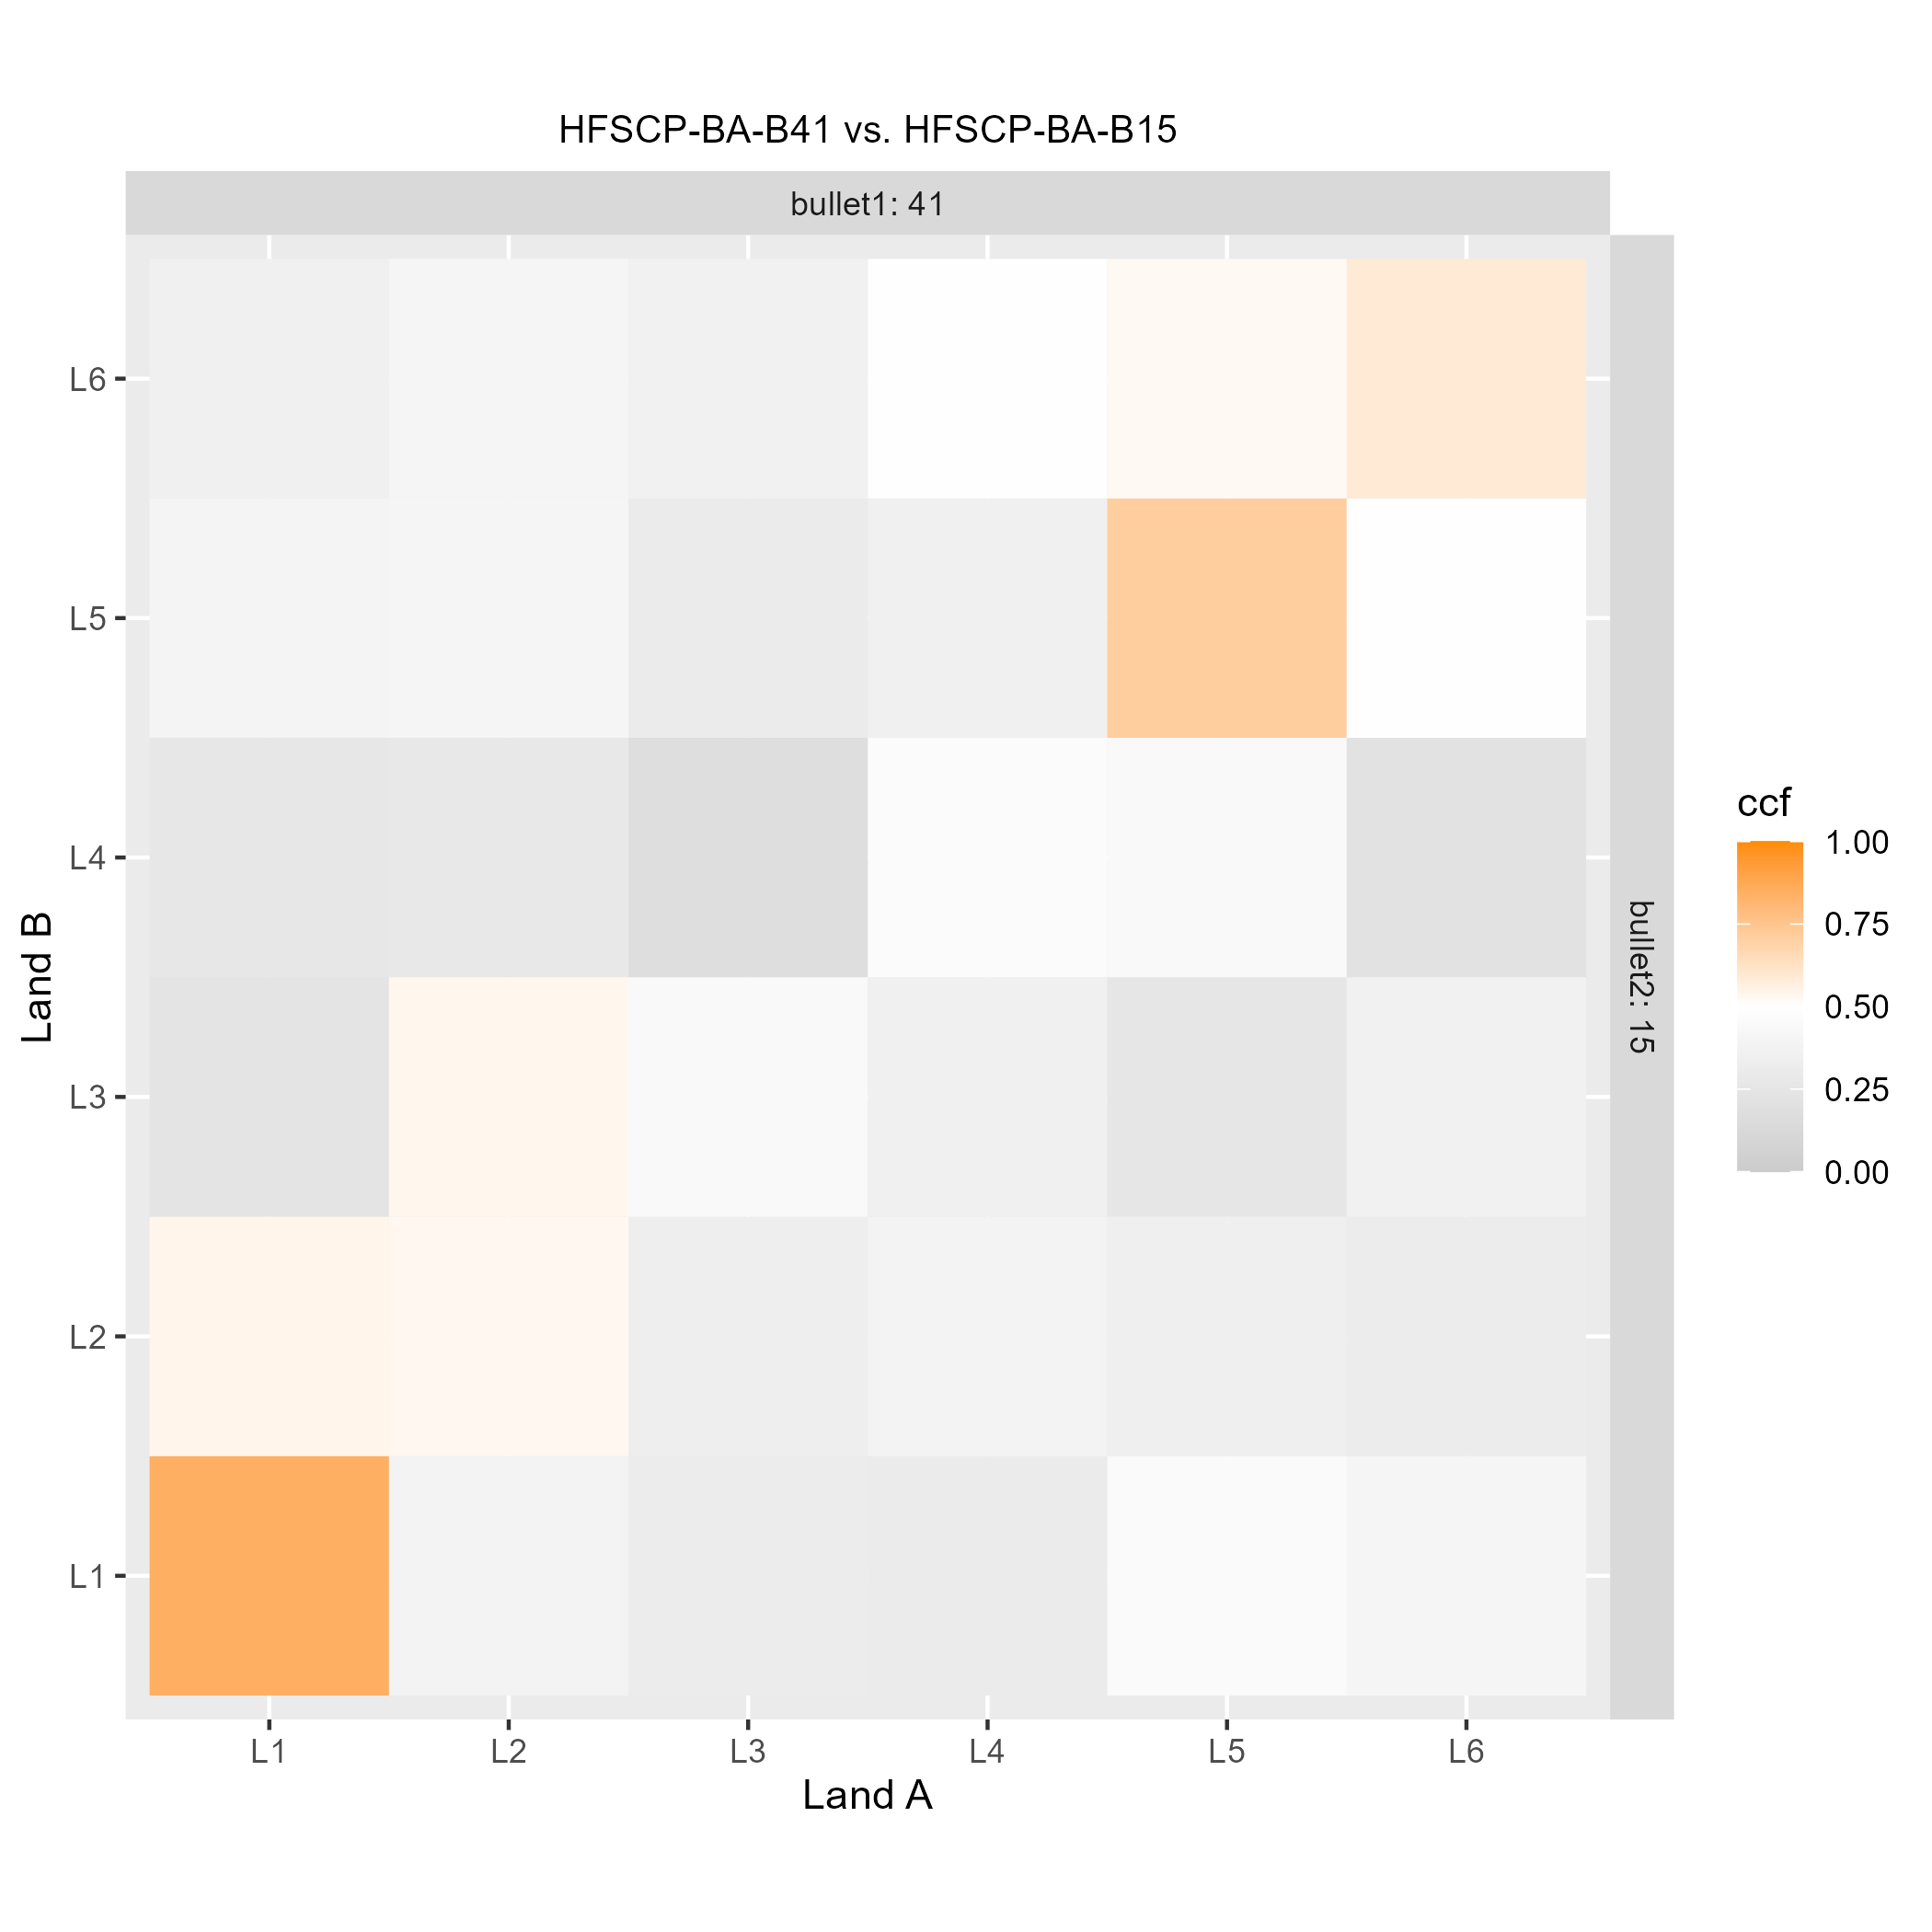 HFSCP-BA-B41 vs. HFSCP-BA-B15
bullet1: 41
L6
L5
L4
L3
L2
L1
Land B
bullet2: 15
ccf
1.00
0.75
0.50
0.25
0.00
L1 L2 L3 L4 L5 L6
Land A